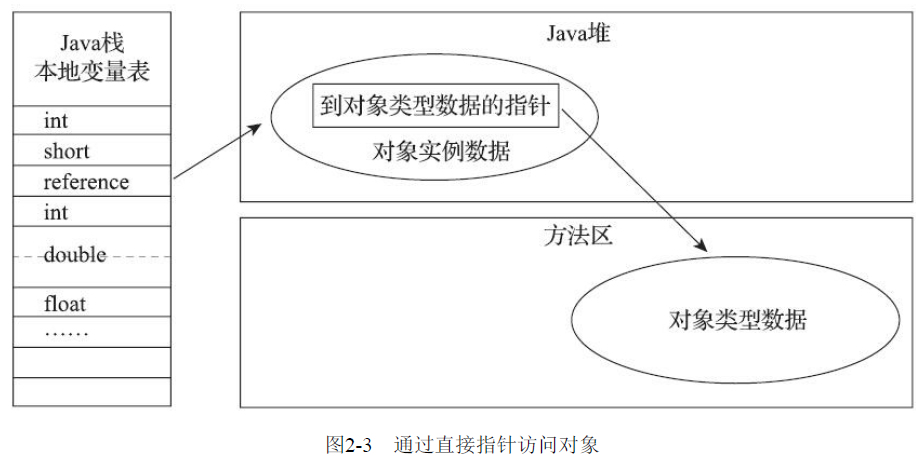 Java栈
本地变量表
int
short
reference
int
double
float
……
Java堆
到对象类型数据的指针
对象实例数据
方法区
对象类型数据
图2-3 通过直接指针访问对象